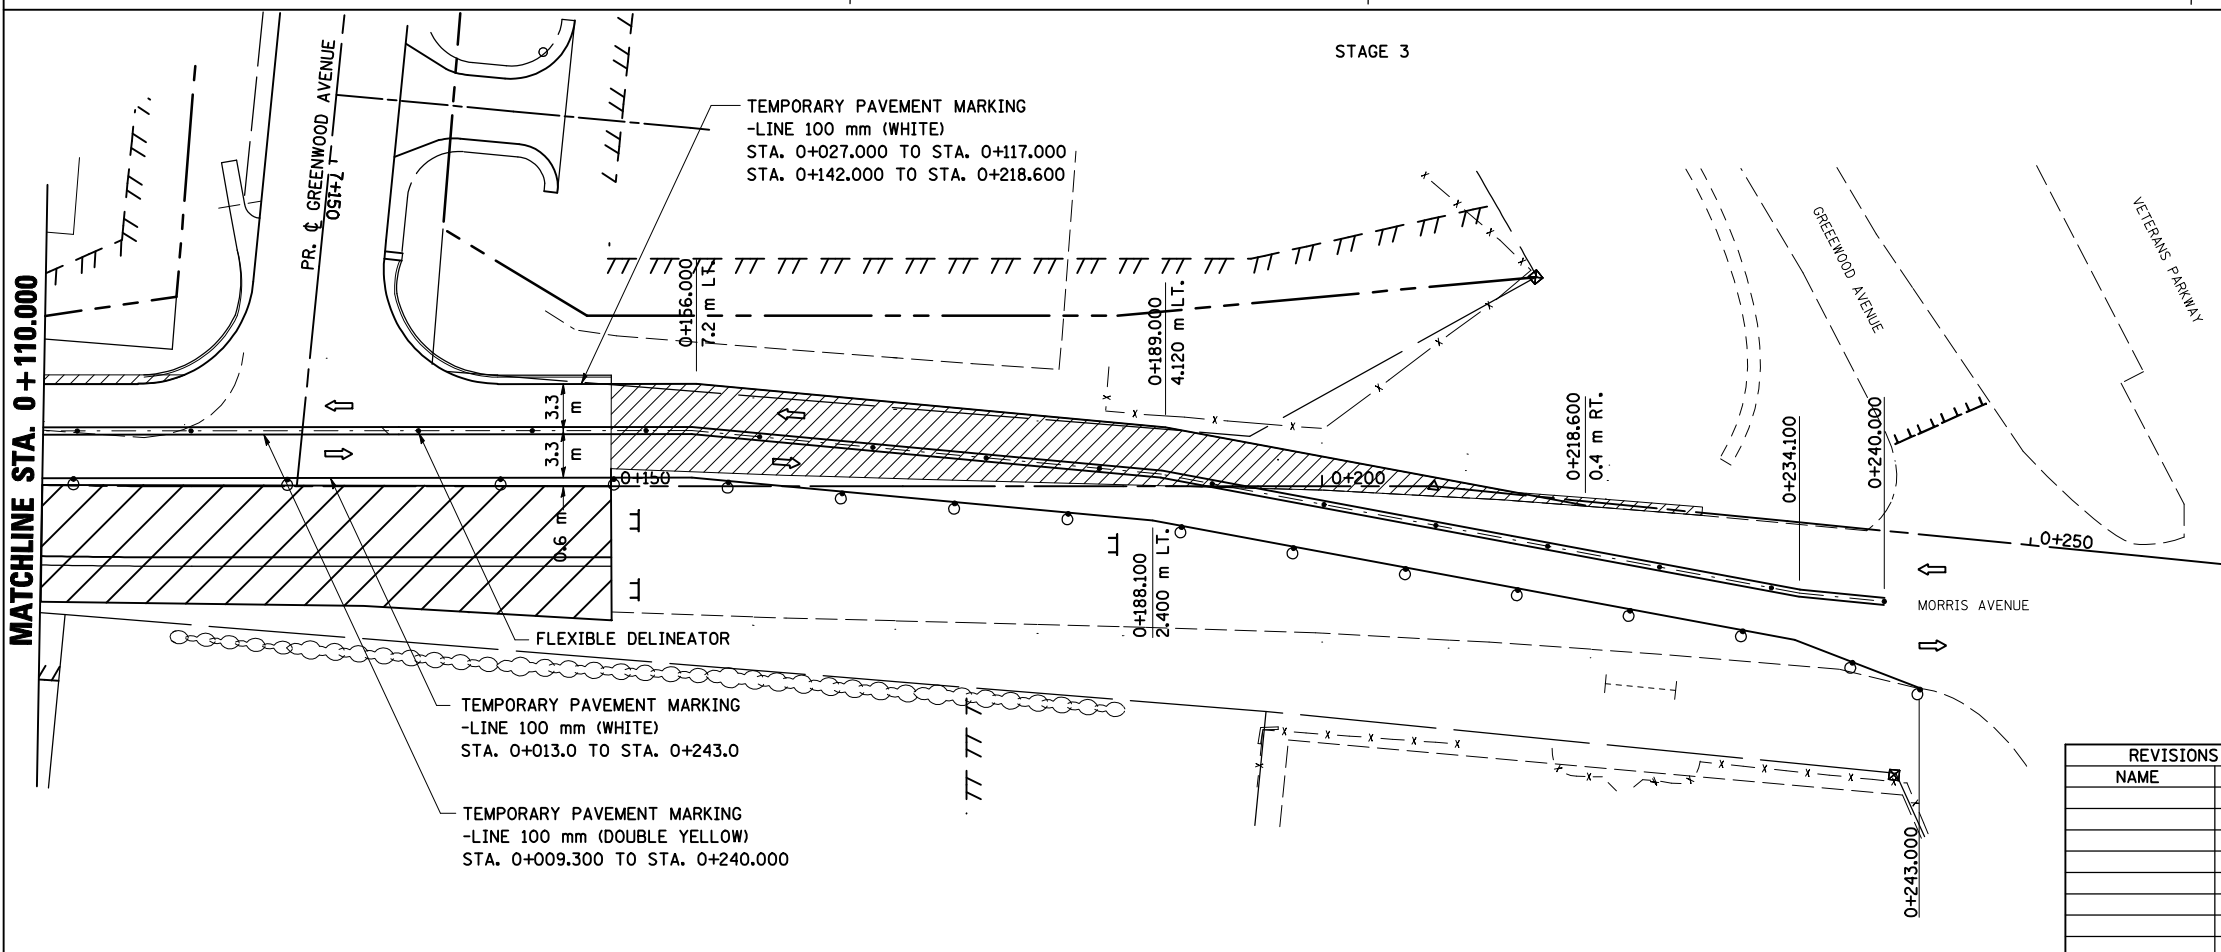 STAGE 3
MATCHLINE STA. 0+110.000
PR. ℄ GREENWOOD AVENUE
7+150
TEMPORARY PAVEMENT MARKING
-LINE 100 mm (WHITE)
STA. 0+027.000 TO STA. 0+117.000
STA. 0+142.000 TO STA. 0+218.600
0+156.000
7.2 m LT.
0+189.000
4.120 m LT.
GREEEWOOD AVENUE
VETERANS PARKWAY
3.3 m
3.3 m
0.6 m
0+150
0+200
0+218.600
0.4 m RT.
0+234.100
0+240.000
0+250
0+188.100
2.400 m LT.
MORRIS AVENUE
FLEXIBLE DELINEATOR
TEMPORARY PAVEMENT MARKING
-LINE 100 mm (WHITE)
STA. 0+013.0 TO STA. 0+243.0
TEMPORARY PAVEMENT MARKING
-LINE 100 mm (DOUBLE YELLOW)
STA. 0+009.300 TO STA. 0+240.000
0+243.000
REVISIONS
NAME